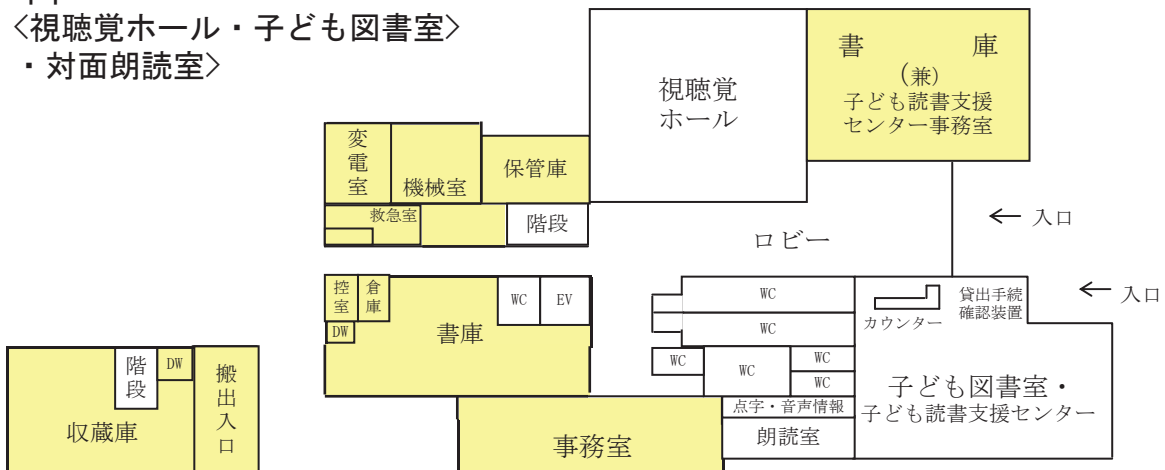 <視聴覚ホール・子ども図書室>
・対面朗読室>
書　　庫
(兼)
子ども読書支援
センター事務室
視聴覚
ホール
変電室
機械室
保管庫
救急室
階段
← 入口
ロビー
控室
倉庫
WC
EV
DW
書庫
WC
WC
WC
WC
WC
WC
カウンター
貸出手続
確認装置
← 入口
階段
DW
搬出入口
収蔵庫
点字・音声情報
朗読室
事務室
子ども図書室・
子ども読書支援センター